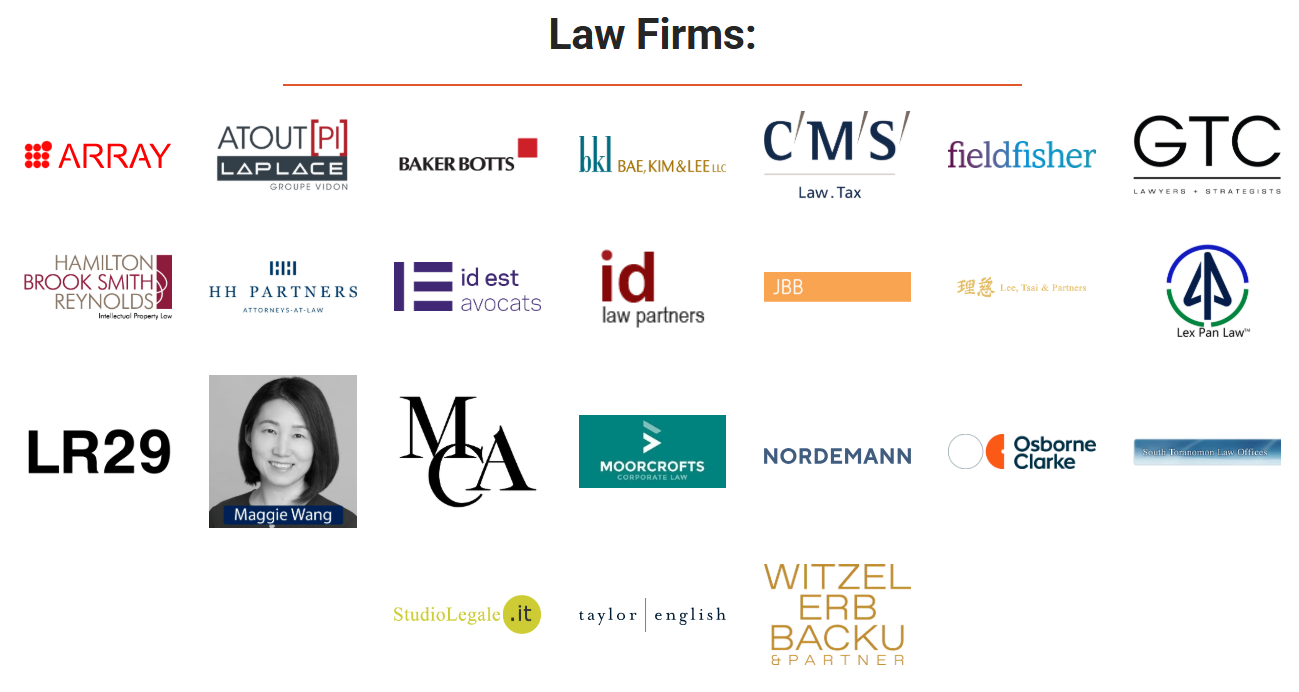 Law Firms:
ARRAY
ATOUT[PI]
LAPLACE
GROUPE VIDON
BAKER BOTTS
bkl BAE, KIM & LEE LLC
C'M'S'
Law.Tax
fieldfisher
GTC
LAWYERS + STRATEGISTS
HAMILTON
BROOK SMITH
REYNOLDS
Intellectual Property Law
HH PARTNERS
ATTORNEYS-AT-LAW
id est
avocats
id
law partners
JBB
理慈 Lee, Tsai & Partners
Lex Pan Law™
LR29
Maggie Wang
MCA
MOORCROFTS
CORPORATE LAW
NORDEMANN
Osborne
Clarke
South Toranomon Law Offices
StudioLegale.it
taylor | english
WITZEL
ERB
BACKU
& PARTNER